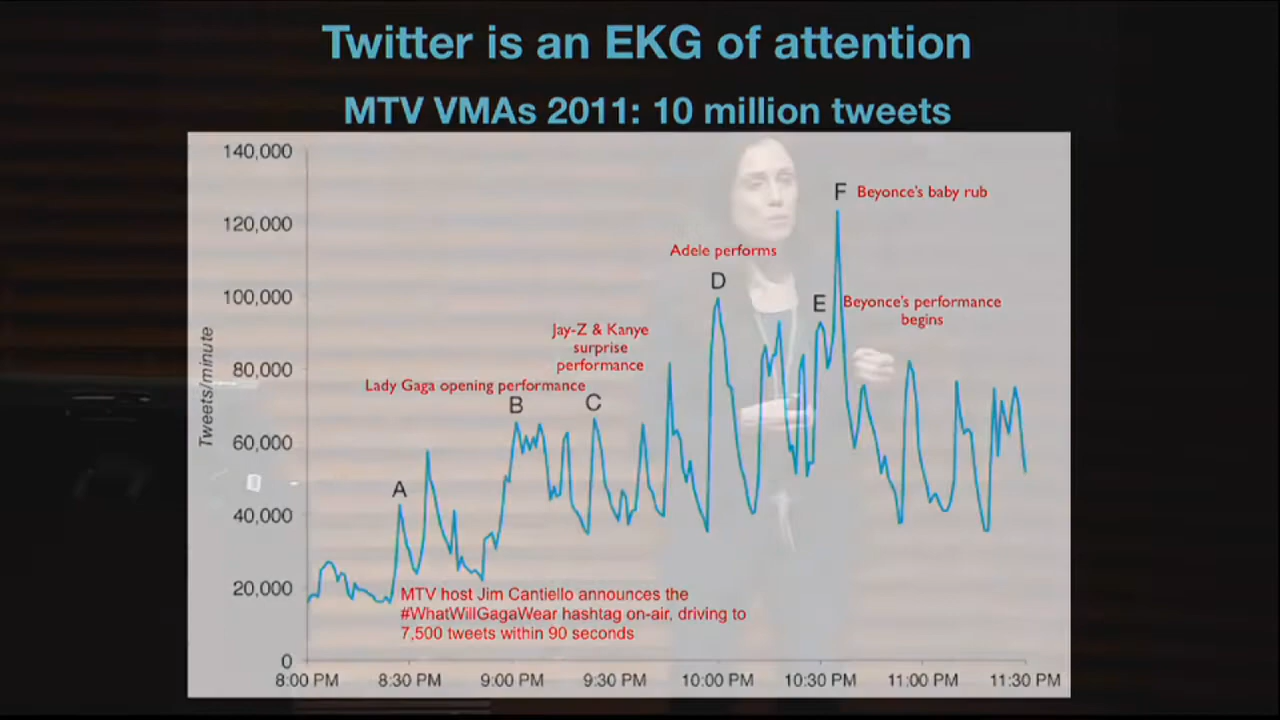 Twitter is an EKG of attention
MTV VMAs 2011: 10 million tweets
140,000
120,000
100,000
80,000
60,000
40,000
20,000
0
Tweets/minute
F
Beyonce's baby rub
Adele performs
D
E
Beyonce's performance
begins
Jay-Z & Kanye
surprise
performance
Lady Gaga opening performance
B
C
A
MTV host Jim Cantiello announces the
#WhatWillGagaWear hashtag on-air, driving to
7,500 tweets within 90 seconds
8:00 PM
8:30 PM
9:00 PM
9:30 PM
10:00 PM
10:30 PM
11:00 PM
11:30 PM